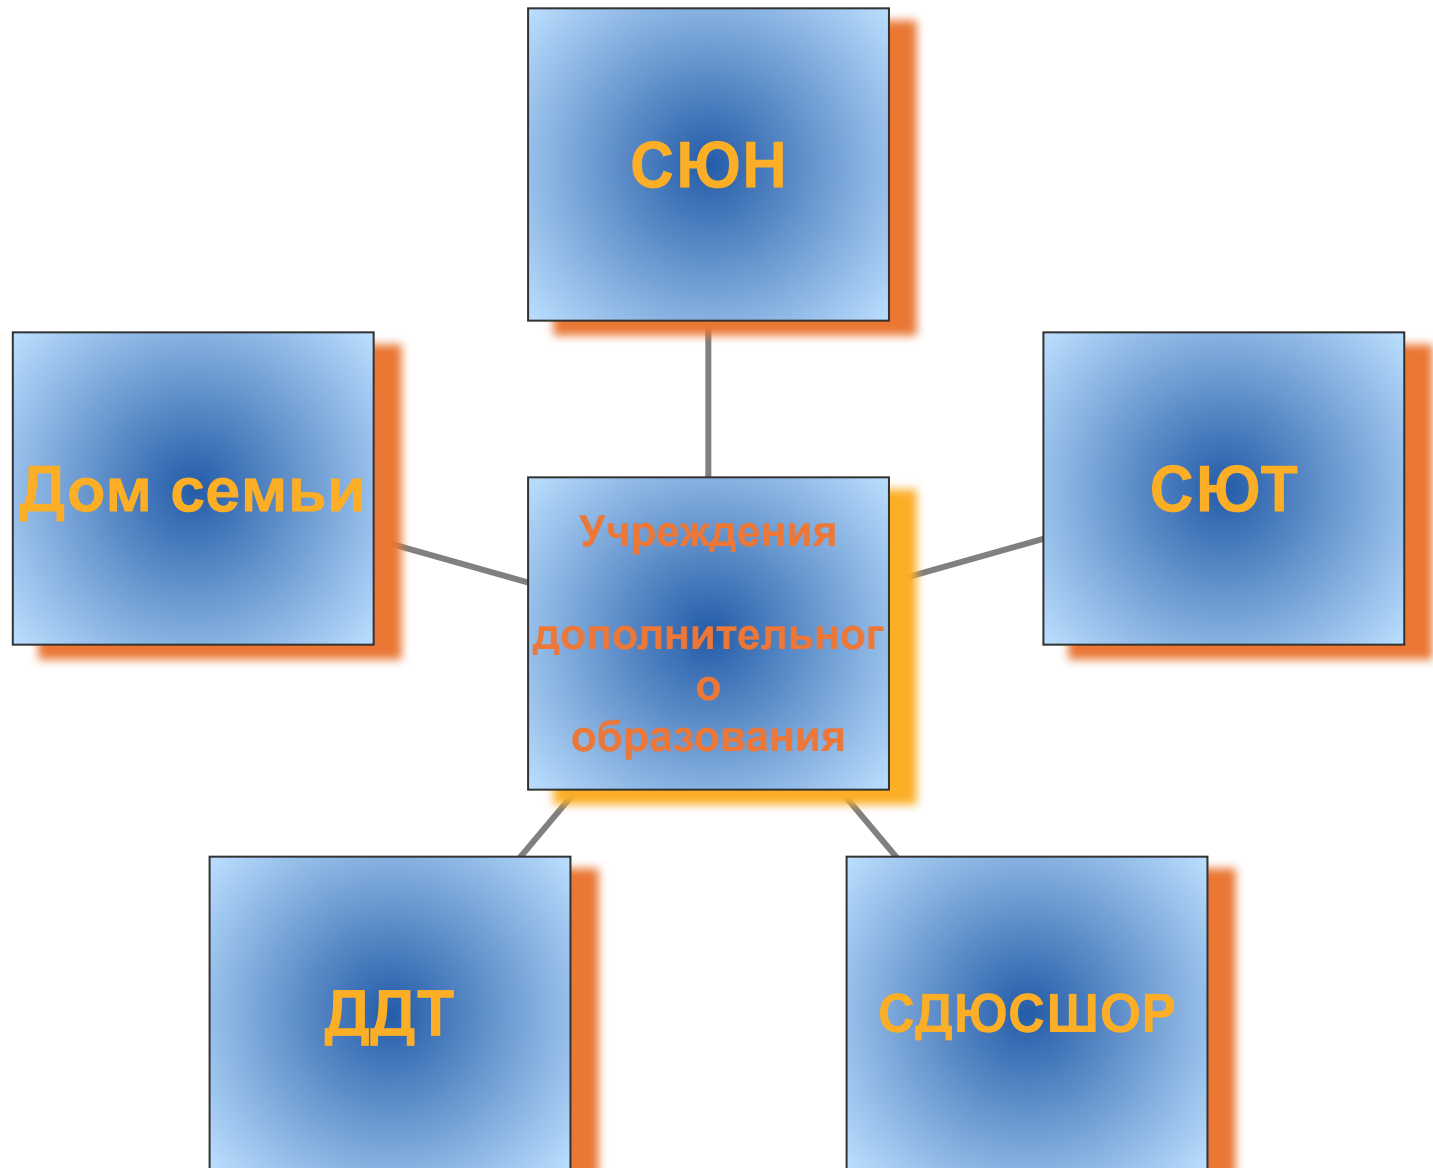 СЮН
Дом семьи
СЮТ
Учреждения
дополнительног
о
образования
ДДТ
СДЮСШОР